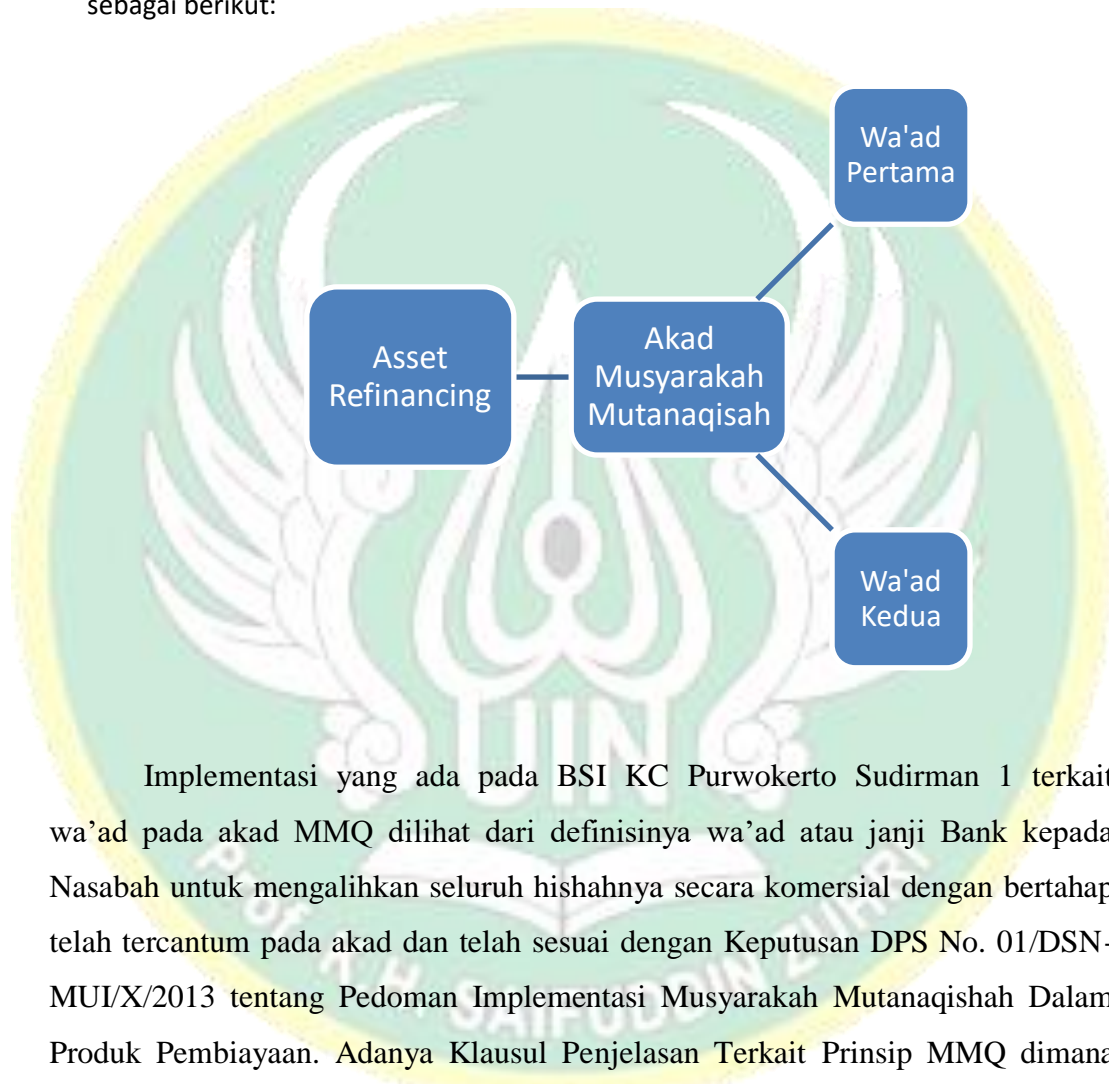 sebagai berikut:
Wa'ad
Pertama
Asset
Refinancing
Akad
Musyarakah
Mutanaqisah
Wa'ad
Kedua
UIN
Prof. K.H. SAIFUDDIN ZUHRI
Implementasi yang ada pada BSI KC Purwokerto Sudirman 1 terkait
wa’ad pada akad MMQ dilihat dari definisinya wa’ad atau janji Bank kepada
Nasabah untuk mengalihkan seluruh hishahnya secara komersial dengan bertahap
telah tercantum pada akad dan telah sesuai dengan Keputusan DPS No. 01/DSN-
MUI/X/2013 tentang Pedoman Implementasi Musyarakah Mutanaqishah Dalam
Produk Pembiayaan. Adanya Klausul Penjelasan Terkait Prinsip MMQ dimana